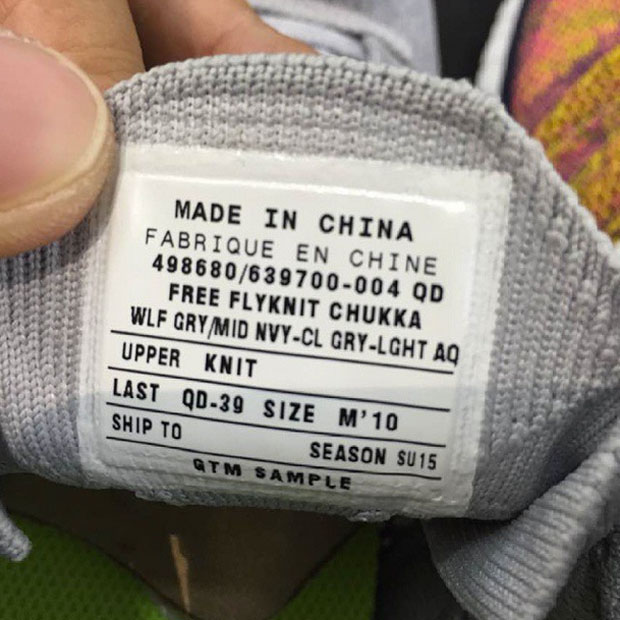 MADE IN CHINA
FABRIQUE EN CHINE
498680/639700-004 QD
FREE FLYKNIT CHUKKA
WLF GRY/MID NVY-CL GRY-LGHT AQ
UPPER KNIT
LAST QD-39 SIZE M'10
SHIP TO
SEASON SU15
GTM SAMPLE